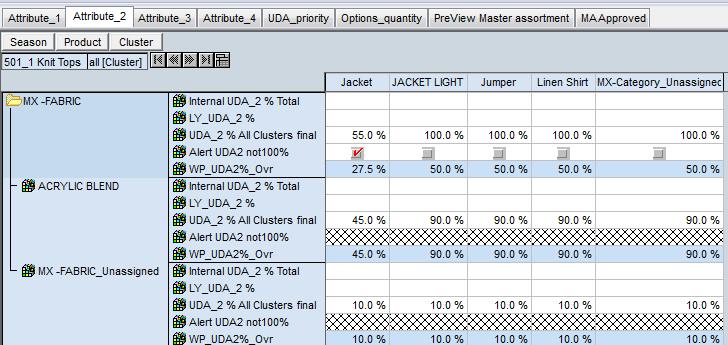 Attribute_1 Attribute_2 Attribute_3 Attribute_4 UDA_priority Options_quantity PreView Master assortment MA Approved
Season Product Cluster
501_1 Knit Tops all [Cluster]
Jacket JACKET LIGHT Jumper Linen Shirt MX-Category_Unassigned
MX -FABRIC Internal UDA_2 % Total
LY_UDA_2 %
UDA_2 % All Clusters final 55.0 % 100.0 % 100.0 % 100.0 % 100.0 %
Alert UDA2 not100%
WP_UDA2%_Ovr 27.5 % 50.0 % 50.0 % 50.0 % 50.0 %
ACRYLIC BLEND Internal UDA_2 % Total
LY_UDA_2 %
UDA_2 % All Clusters final 45.0 % 90.0 % 90.0 % 90.0 % 90.0 %
Alert UDA2 not100%
WP_UDA2%_Ovr 45.0 % 90.0 % 90.0 % 90.0 % 90.0 %
MX -FABRIC_Unassigned Internal UDA_2 % Total
LY_UDA_2 %
UDA_2 % All Clusters final 10.0 % 10.0 % 10.0 % 10.0 % 10.0 %
Alert UDA2 not100%
WP_UDA2%_Ovr 10.0 % 10.0 % 10.0 % 10.0 % 10.0 %